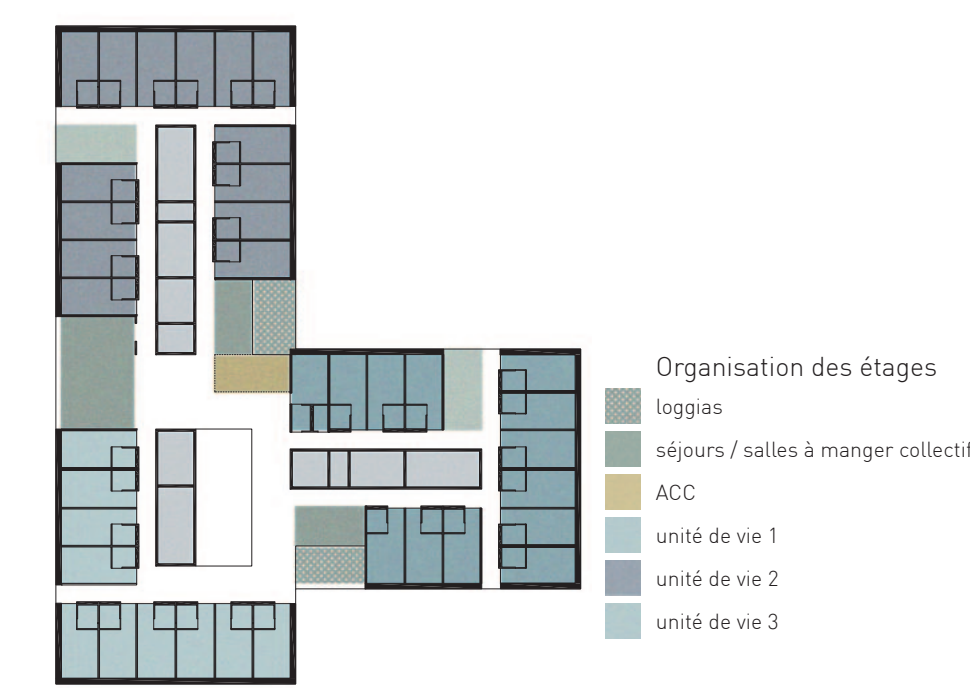 Organisation des étages
loggias
séjours / salles à manger collectif
ACC
unité de vie 1
unité de vie 2
unité de vie 3